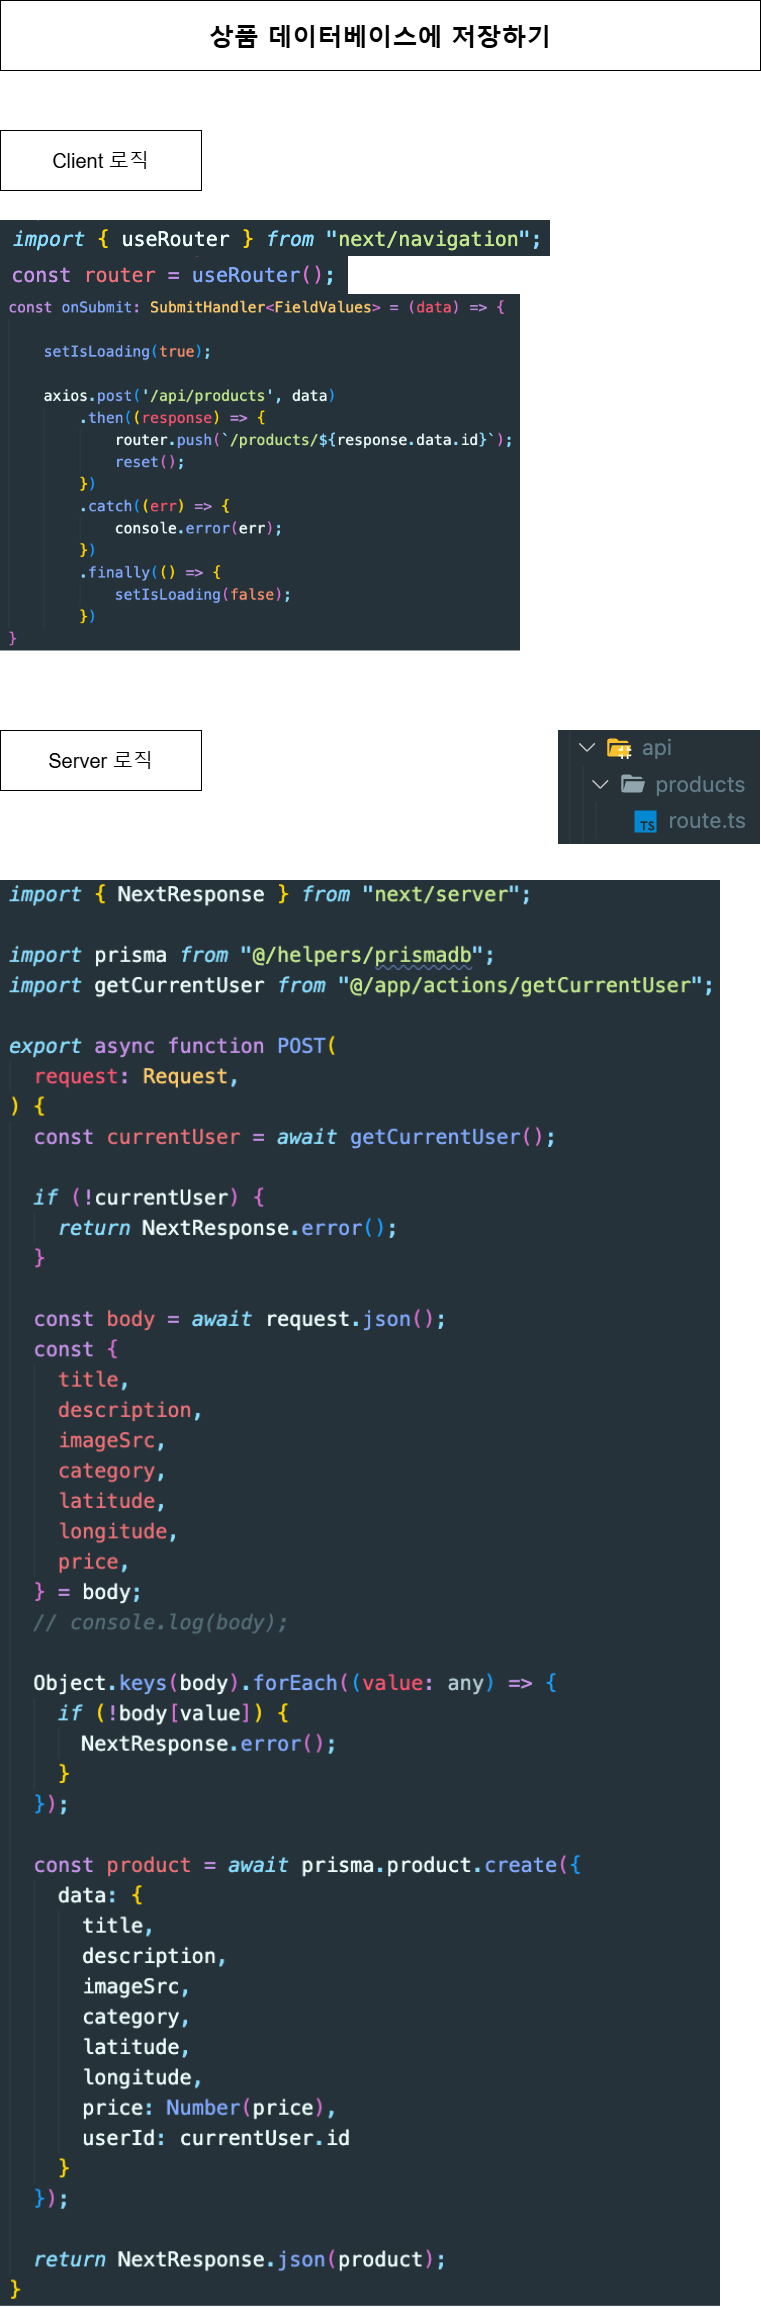 상품 데이터베이스에 저장하기
Client 로직
import { useRouter } from "next/navigation";
const router = useRouter();
const onSubmit: SubmitHandler<FieldValues> = (data) => {
setIsLoading(true);
axios.post('/api/products', data)
.then((response) => {
router.push(`/products/${response.data.id}`);
reset();
})
.catch((err) => {
console.error(err);
})
.finally(() => {
setIsLoading(false);
})
}
Server 로직
api
products
TS route.ts
import { NextResponse } from "next/server";
import prisma from "@/helpers/prismadb";
import getCurrentUser from "@/app/actions/getCurrentUser";
export async function POST(
request: Request,
) {
const currentUser = await getCurrentUser();
if (!currentUser) {
return NextResponse.error();
}
const body = await request.json();
const {
title,
description,
imageSrc,
category,
latitude,
longitude,
price,
} = body;
// console.log(body);
Object.keys(body).forEach((value: any) => {
if (!body[value]) {
NextResponse.error();
}
});
const product = await prisma.product.create({
data: {
title,
description,
imageSrc,
category,
latitude,
longitude,
price: Number(price),
userId: currentUser.id
}
});
return NextResponse.json(product);
}